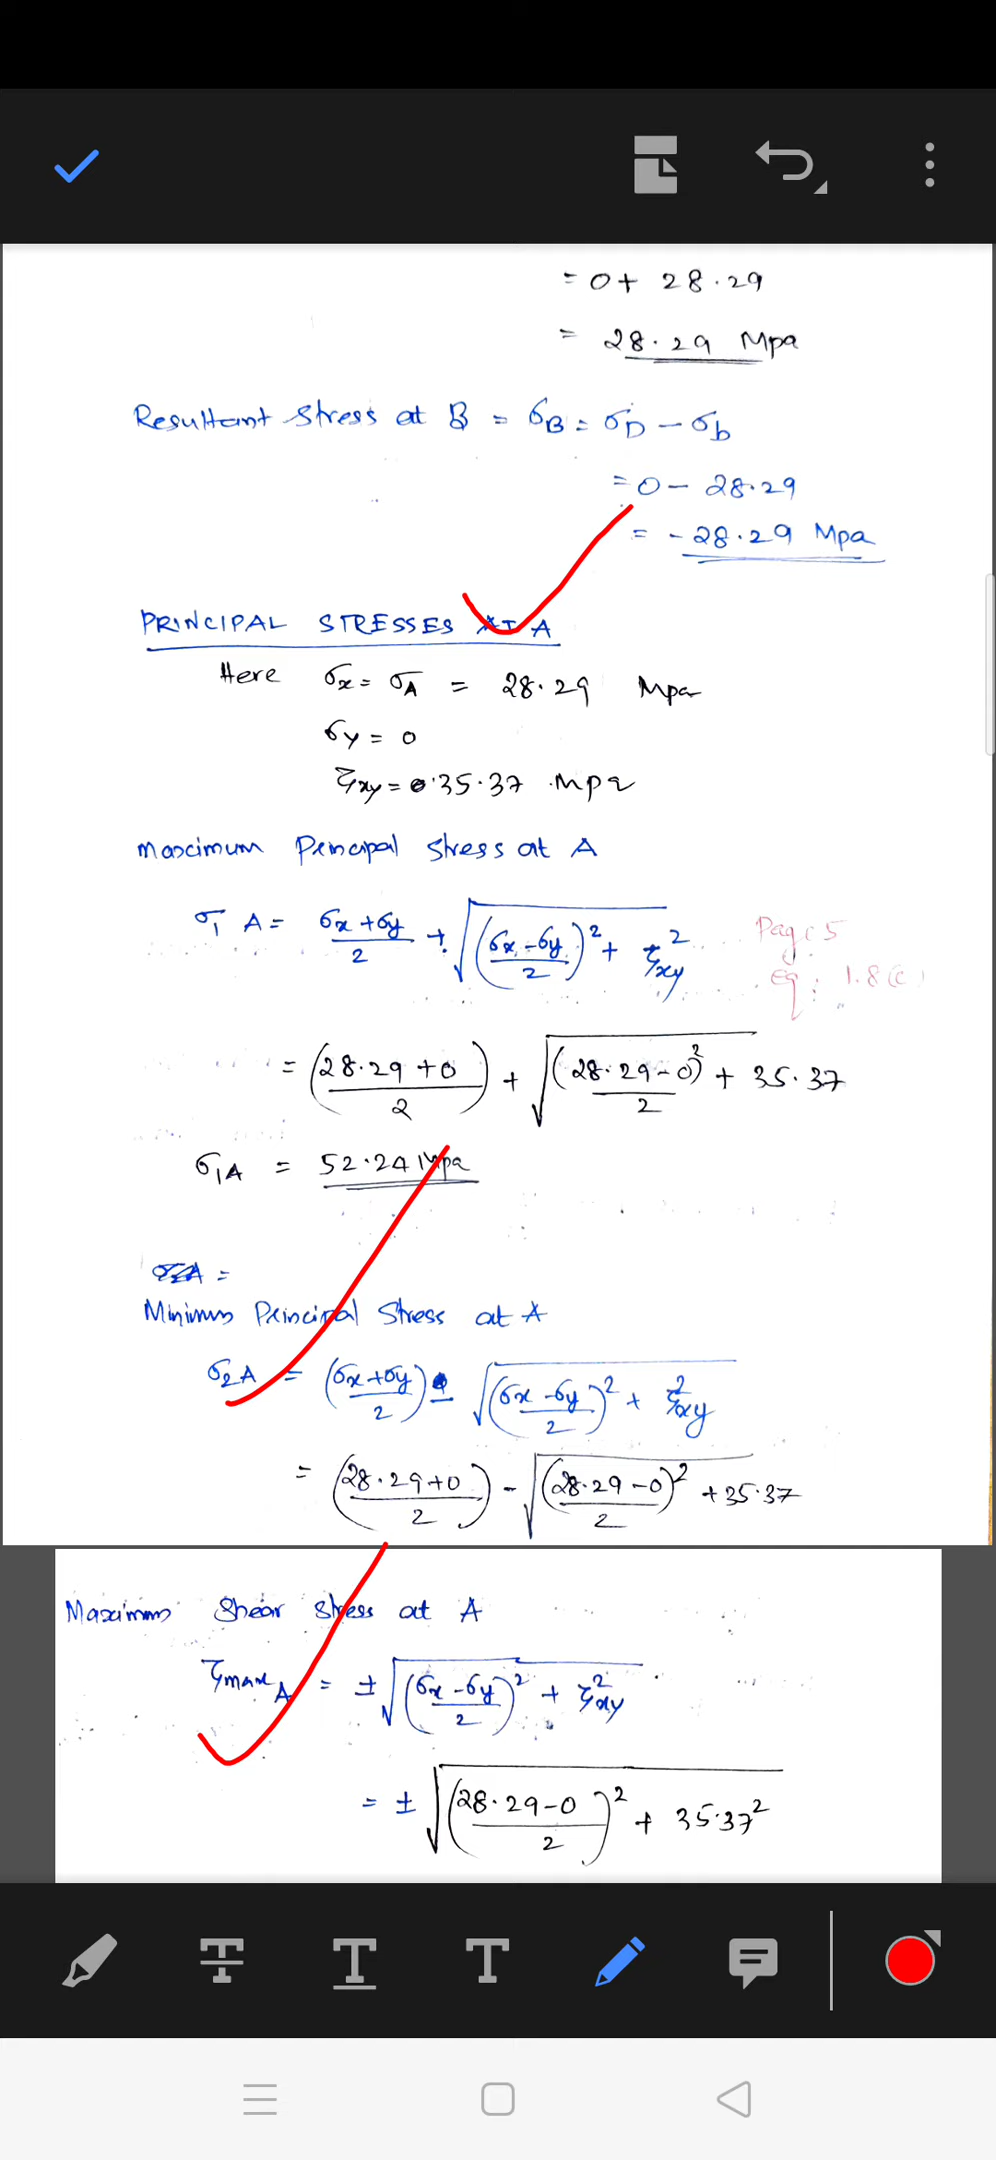 = 0 + 28.29
= 28.29 Mpa
Resultant Stress at B = σB = σD - σb
= 0 - 28.29
= -28.29 Mpa
PRINCIPAL STRESSES AT A
Here σx = σA = 28.29 Mpa
σy = 0
τxy = 35.37 Mpa
Maximum Principal Stress at A
σ1 A = (σx + σy)/2 + √((σx - σy)/2)² + τ²xy Page 5
eq: 1.8(c)
= (28.29 + 0)/2 + √((28.29 - 0)/2)² + 35.37
σ1A = 52.24 Mpa
σ2A =
Minimum Principal Stress at A
σ2A = (σx + σy)/2 - √((σx - σy)/2)² + τ²xy
= (28.29 + 0)/2 - √((28.29 - 0)/2)² + 35.37
Maximum Shear Stress at A
τmax A = ± √((σx - σy)/2)² + τ²xy
= ± √((28.29 - 0)/2)² + 35.37²
T T T